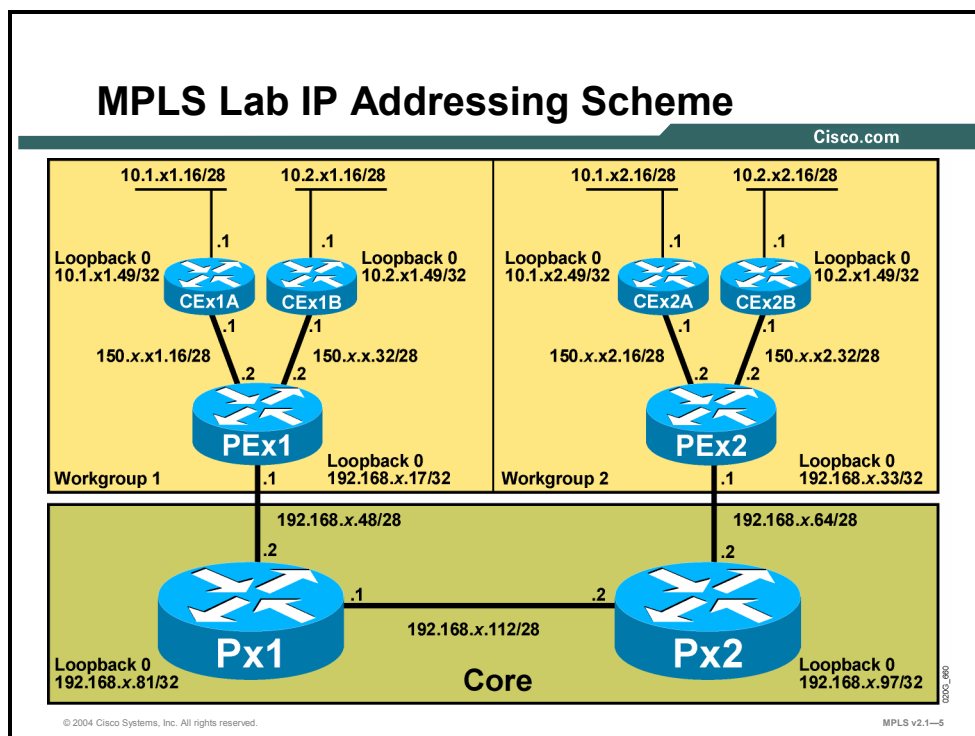 MPLS Lab IP Addressing Scheme
Cisco.com
10.1.x1.16/28
10.2.x1.16/28
10.1.x2.16/28
10.2.x2.16/28
.1
.1
.1
.1
Loopback 0
10.1.x1.49/32
Loopback 0
10.2.x1.49/32
Loopback 0
10.1.x2.49/32
Loopback 0
10.2.x1.49/32
CEx1A
CEx1B
CEx2A
CEx2B
.1
.1
.1
.1
150.x.x1.16/28
150.x.x.32/28
150.x.x2.16/28
150.x.x2.32/28
.2
.2
.2
.2
PEx1
PEx2
Workgroup 1
Loopback 0
192.168.x.17/32
Workgroup 2
Loopback 0
192.168.x.33/32
.1
.1
192.168.x.48/28
192.168.x.64/28
.2
.2
.1
.2
192.168.x.112/28
Px1
Px2
Loopback 0
192.168.x.81/32
Core
Loopback 0
192.168.x.97/32
020G_660
© 2004 Cisco Systems, Inc. All rights reserved.
MPLS v2.1—5